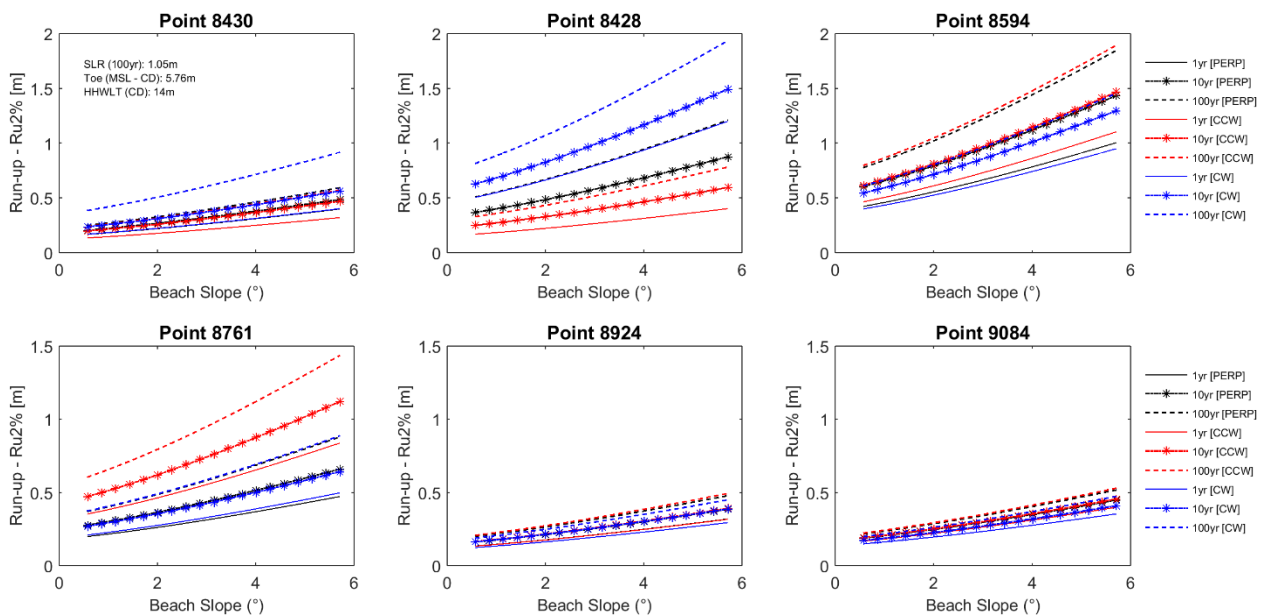 Point 8430
Point 8428
Point 8594
SLR (100yr): 1.05m
Toe (MSL - CD): 5.76m
HHWLT (CD): 14m
Run-up - Ru2% [m]
2
1.5
1
0.5
0
0
2
4
6
Beach Slope (°)
Run-up - Ru2% [m]
2
1.5
1
0.5
0
0
2
4
6
Beach Slope (°)
Run-up - Ru2% [m]
2
1.5
1
0.5
0
0
2
4
6
Beach Slope (°)
1yr [PERP]
10yr [PERP]
100yr [PERP]
1yr [CCW]
10yr [CCW]
100yr [CCW]
1yr [CW]
10yr [CW]
100yr [CW]
Point 8761
Point 8924
Point 9084
Run-up - Ru2% [m]
1.5
1
0.5
0
0
2
4
6
Beach Slope (°)
Run-up - Ru2% [m]
1.5
1
0.5
0
0
2
4
6
Beach Slope (°)
Run-up - Ru2% [m]
1.5
1
0.5
0
0
2
4
6
Beach Slope (°)
1yr [PERP]
10yr [PERP]
100yr [PERP]
1yr [CCW]
10yr [CCW]
100yr [CCW]
1yr [CW]
10yr [CW]
100yr [CW]